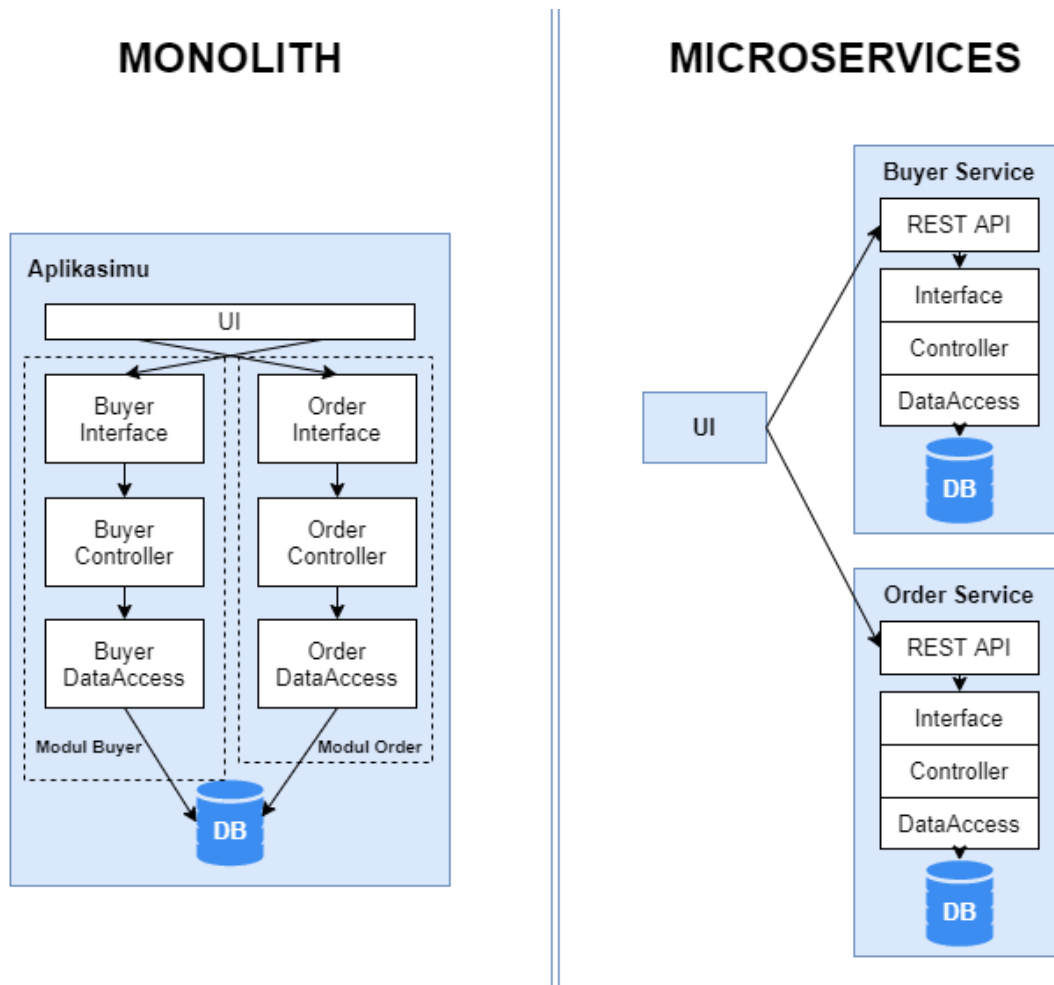 MONOLITH
Aplikasimu
UI
Buyer
Interface
Order
Interface
Buyer
Controller
Order
Controller
Buyer
DataAccess
Order
DataAccess
Modul Buyer
Modul Order
DB
MICROSERVICES
UI
Buyer Service
REST API
Interface
Controller
DataAccess
DB
Order Service
REST API
Interface
Controller
DataAccess
DB